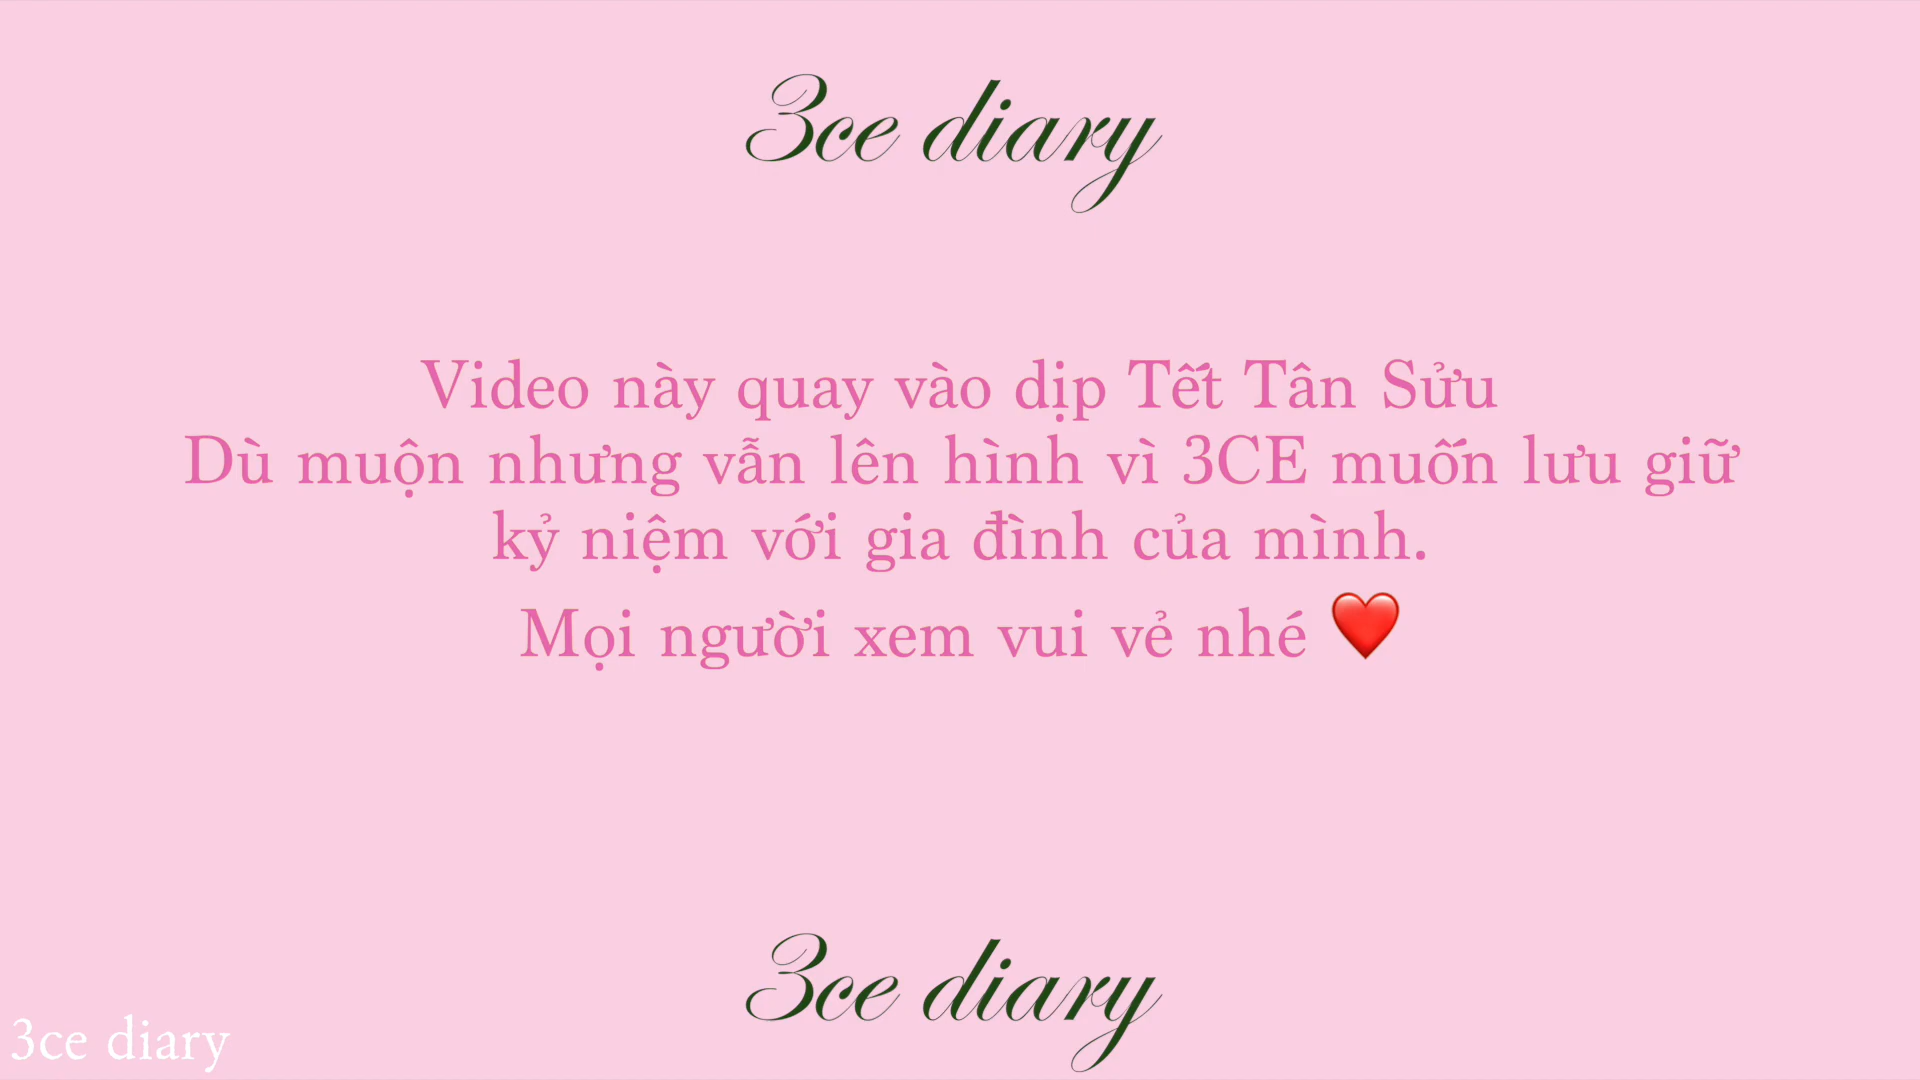 3ce diary
Video này quay vào dịp Tết Tân Sửu
Dù muộn nhưng vẫn lên hình vì 3CE muốn lưu giữ
kỷ niệm với gia đình của mình.
Mọi người xem vui vẻ nhé ❤️
3ce diary
3ce diary